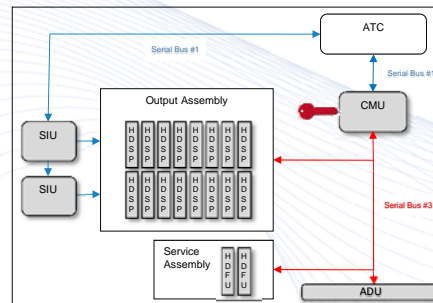 ATC
Serial Bus #1
Serial Bus #1
Output Assembly
CMU
SIU
HDSP HDSP HDSP HDSP HDSP HDSP HDSP HDSP
SIU
HDSP HDSP HDSP HDSP HDSP HDSP HDSP HDSP
Serial Bus #3
Service
Assembly
HDFU HDFU
ADU